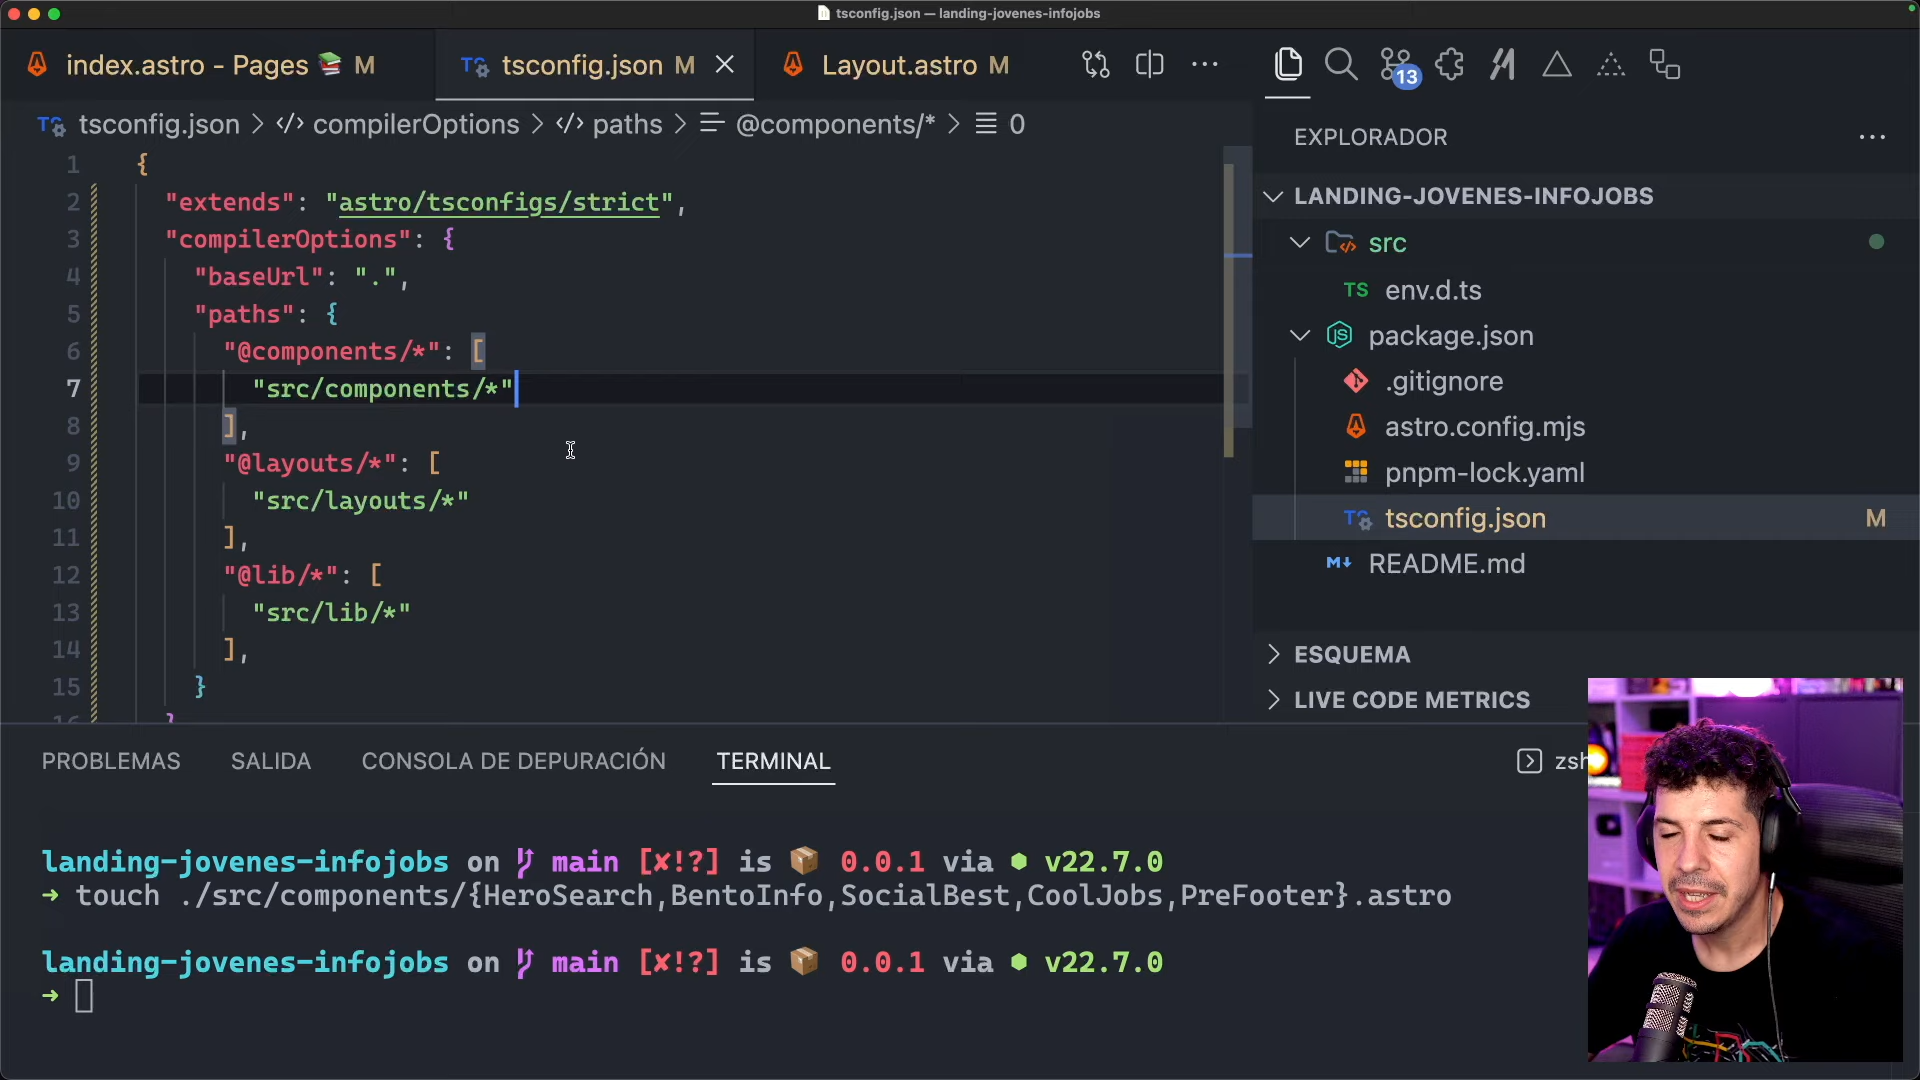 tsconfig.json — landing-jovenes-infojobs
index.astro - Pages 📚 M
tsconfig.json M
Layout.astro M
13
tsconfig.json > compilerOptions > paths > @components/* > 0
1 {
2 "extends": "astro/tsconfigs/strict",
3 "compilerOptions": {
4 "baseUrl": ".",
5 "paths": {
6 "@components/*": [
7 "src/components/*"
8 ],
9 "@layouts/*": [
10 "src/layouts/*"
11 ],
12 "@lib/*": [
13 "src/lib/*"
14 ],
15 }
16 }
EXPLORADOR
LANDING-JOVENES-INFOJOBS
src
TS env.d.ts
package.json
.gitignore
astro.config.mjs
pnpm-lock.yaml
tsconfig.json M
README.md
ESQUEMA
LIVE CODE METRICS
PROBLEMAS
SALIDA
CONSOLA DE DEPURACIÓN
TERMINAL
zsh
landing-jovenes-infojobs on main [✘!?] is 📦 0.0.1 via v22.7.0
➜ touch ./src/components/{HeroSearch,BentoInfo,SocialBest,CoolJobs,PreFooter}.astro
landing-jovenes-infojobs on main [✘!?] is 📦 0.0.1 via v22.7.0
➜